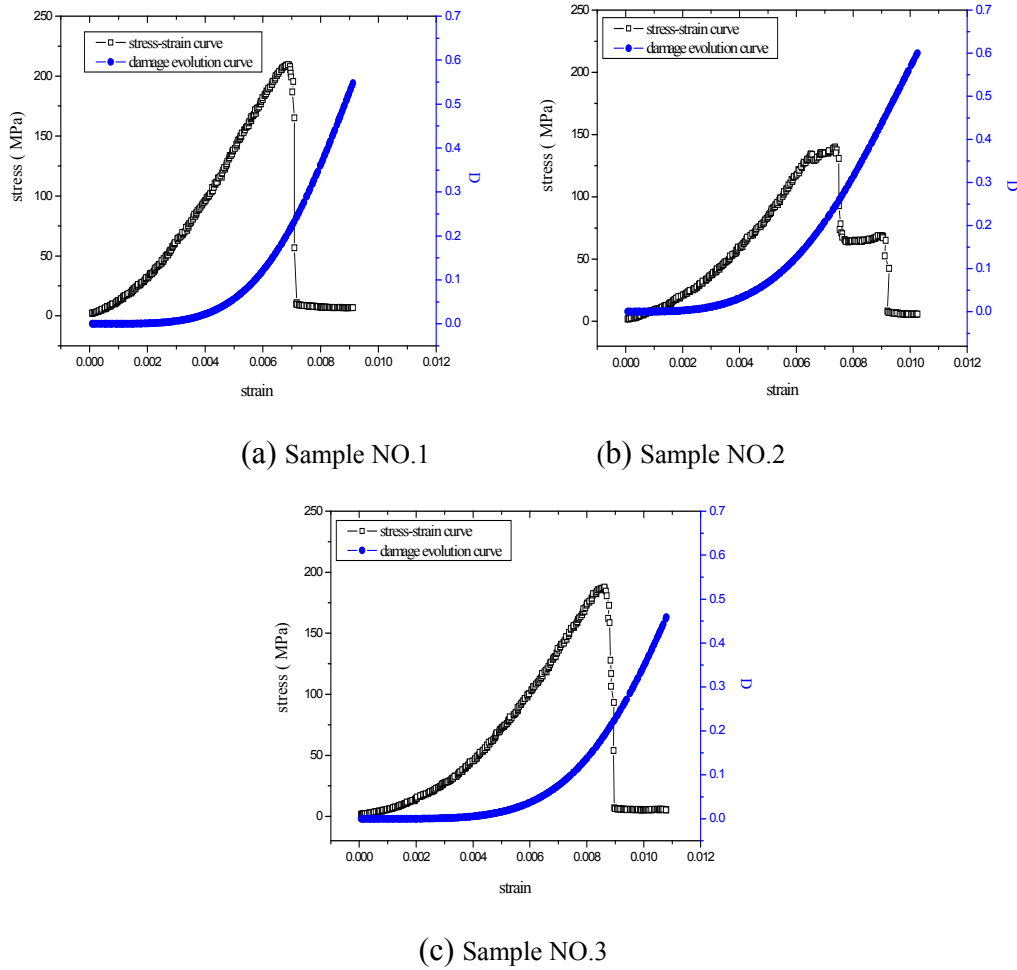 stress-strain curve
damage evolution curve
stress ( MPa)
250
200
150
100
50
0
0.7
0.6
0.5
0.4
0.3
0.2
0.1
0.0
D
0.000 0.002 0.004 0.006 0.008 0.010 0.012
strain
(a) Sample NO.1
stress-strain curve
damage evolution curve
stress ( MPa)
250
200
150
100
50
0
0.7
0.6
0.5
0.4
0.3
0.2
0.1
0.0
D
0.000 0.002 0.004 0.006 0.008 0.010 0.012
strain
(b) Sample NO.2
stress-strain curve
damage evolution curve
stress ( MPa)
250
200
150
100
50
0
0.7
0.6
0.5
0.4
0.3
0.2
0.1
0.0
D
0.000 0.002 0.004 0.006 0.008 0.010 0.012
strain
(c) Sample NO.3